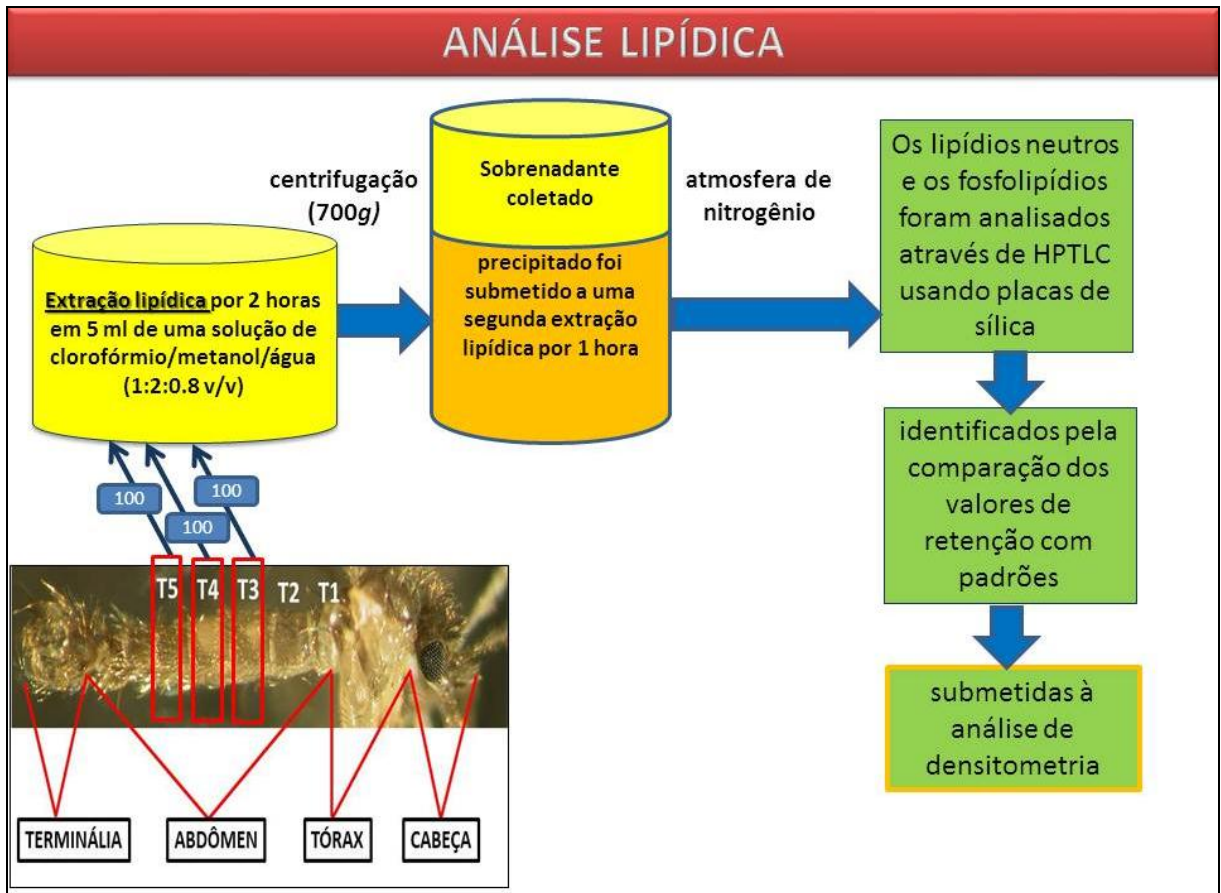 ANÁLISE LIPÍDICA
Extração lipídica por 2 horas
em 5 ml de uma solução de
clorofórmio/metanol/água
(1:2:0.8 v/v)
centrifugação
(700g)
Sobrenadante
coletado
precipitado foi
submetido a uma
segunda extração
lipídica por 1 hora
atmosfera de
nitrogênio
Os lipídios neutros
e os fosfolipídios
foram analisados
através de HPTLC
usando placas de
sílica
identificados pela
comparação dos
valores de
retenção com
padrões
submetidas à
análise de
densitometria
100
100
100
T5 T4 T3 T2 T1
TERMINÁLIA ABDÔMEN TÓRAX CABEÇA